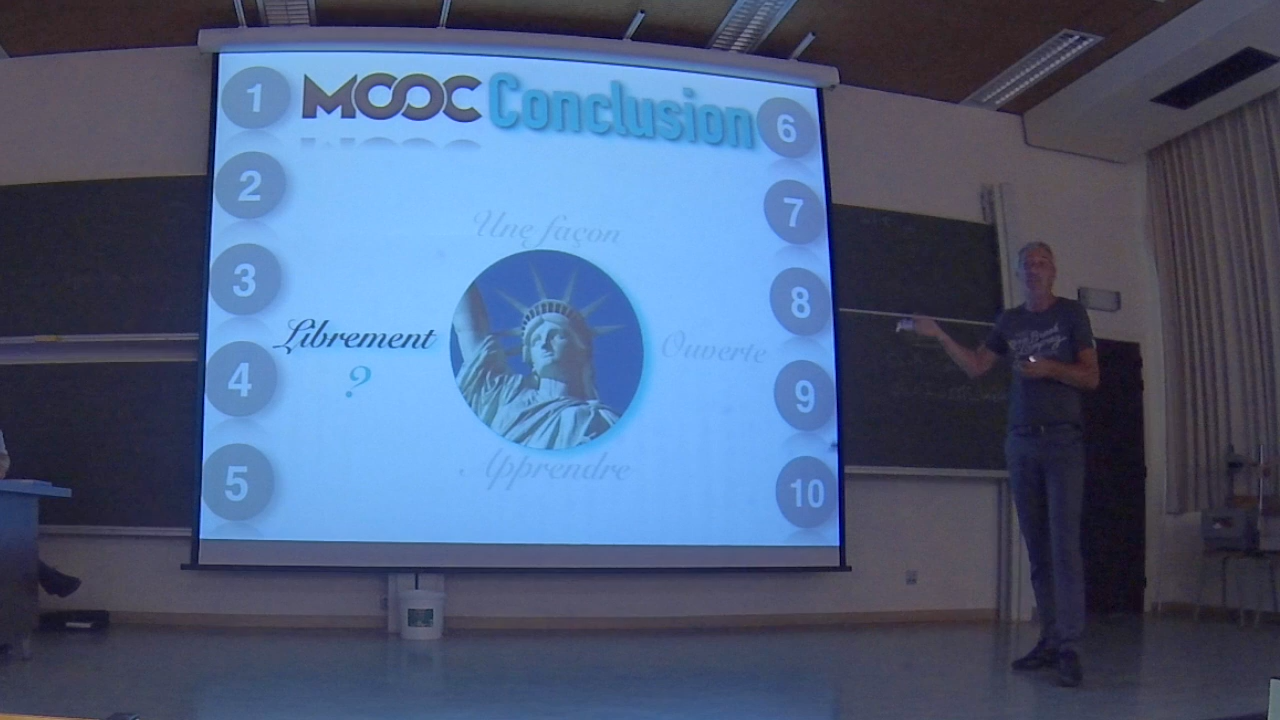 MOOC Conclusion
1
2
3
4
5
6
7
8
9
10
Une façon
Librement
?
Ouverte
Apprendre